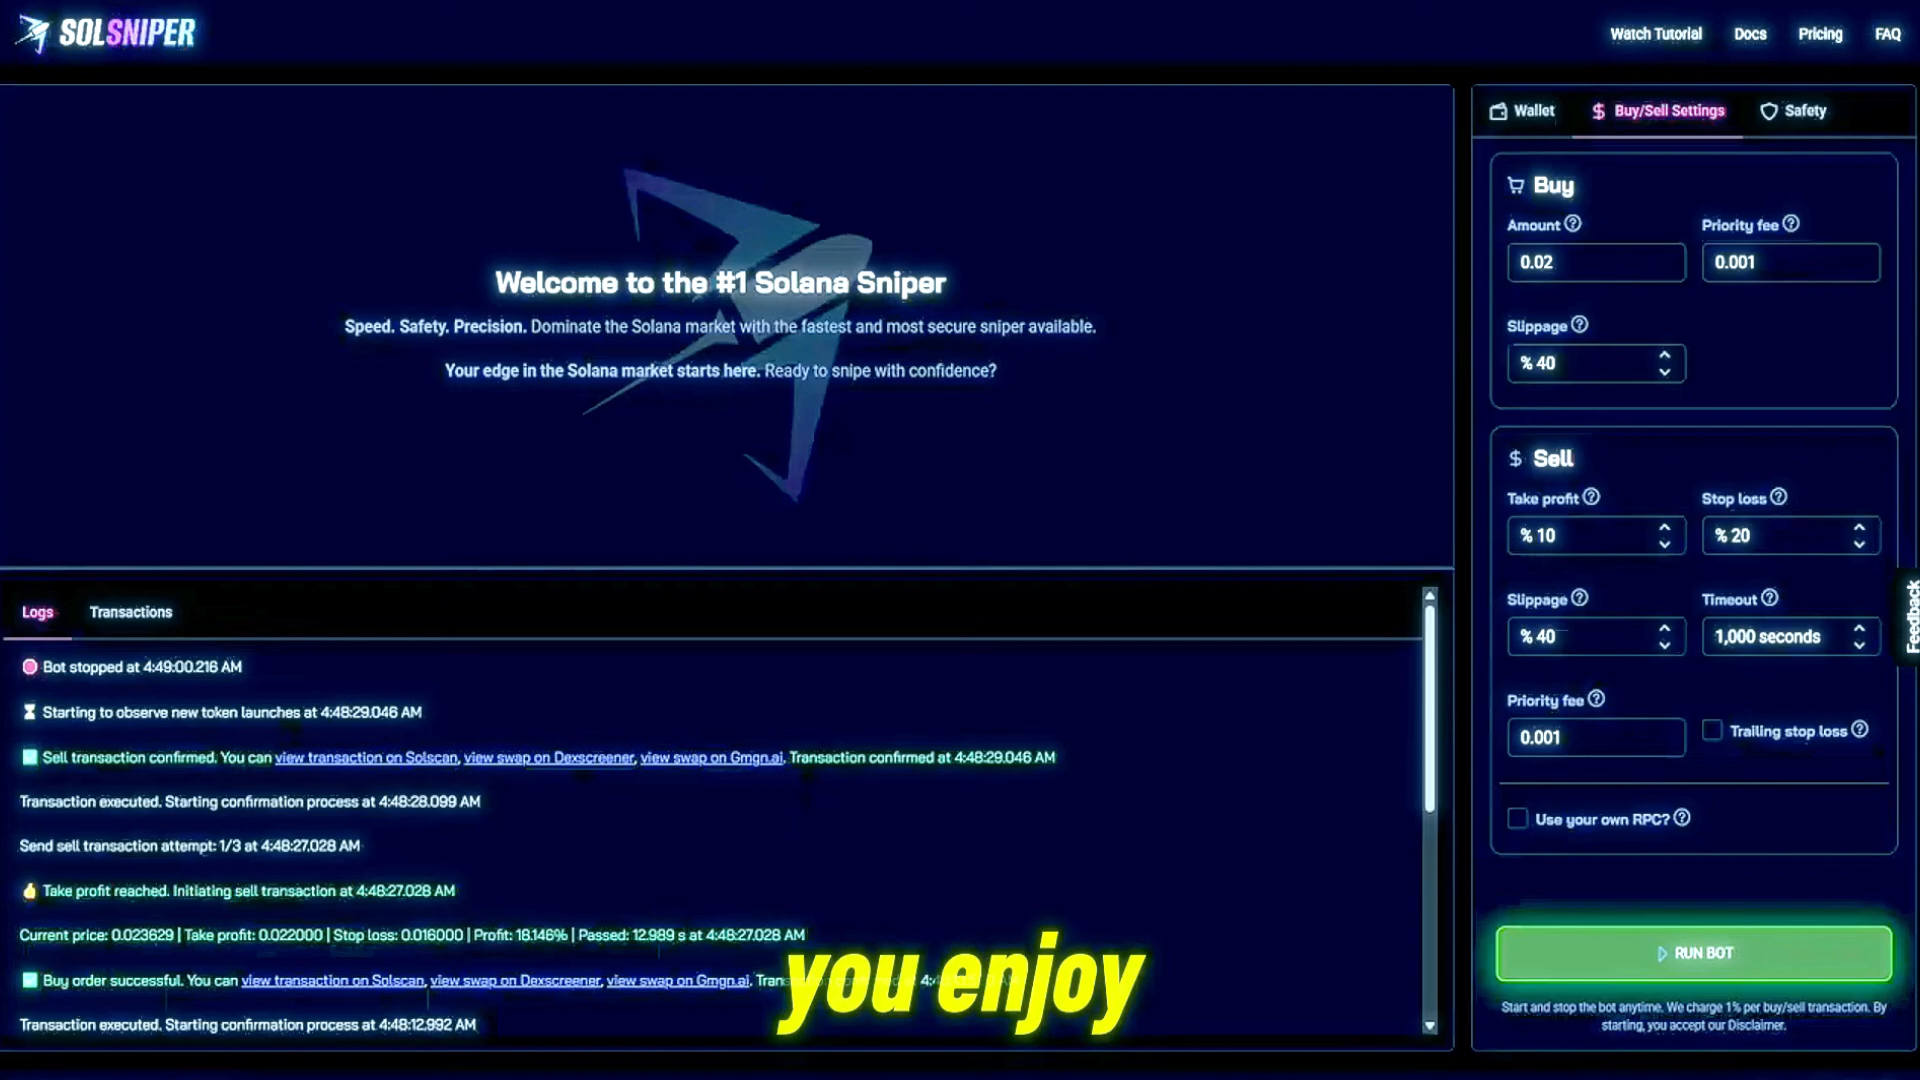 SOLSNIPER
Watch Tutorial
Docs
Pricing
FAQ
Welcome to the #1 Solana Sniper
Speed. Safety. Precision. Dominate the Solana market with the fastest and most secure sniper available.
Your edge in the Solana market starts here. Ready to snipe with confidence?
Wallet
Buy/Sell Settings
Safety
Buy
Amount
Priority fee
0.02
0.001
Slippage
% 40
Sell
Take profit
Stop loss
% 10
% 20
Slippage
Timeout
% 40
1,000 seconds
Priority fee
0.001
Trailing stop loss
Use your own RPC?
RUN BOT
Start and stop the bot anytime. We charge 1% per buy/sell transaction. By
starting, you accept our Disclaimer.
Feedback
Logs
Transactions
Bot stopped at 4:49:00.216 AM
Starting to observe new token launches at 4:48:29.046 AM
Sell transaction confirmed. You can view transaction on Solscan, view swap on Dexscreener, view swap on Gmgn.ai. Transaction confirmed at 4:48:29.046 AM
Transaction executed. Starting confirmation process at 4:48:28.099 AM
Send sell transaction attempt: 1/3 at 4:48:27.028 AM
Take profit reached. Initiating sell transaction at 4:48:27.028 AM
Current price: 0.023629 | Take profit: 0.022000 | Stop loss: 0.016000 | Profit: 18.146% | Passed: 12.989 s at 4:48:27.028 AM
Buy order successful. You can view transaction on Solscan, view swap on Dexscreener, view swap on Gmgn.ai.
Transaction executed. Starting confirmation process at 4:48:12.992 AM
you enjoy